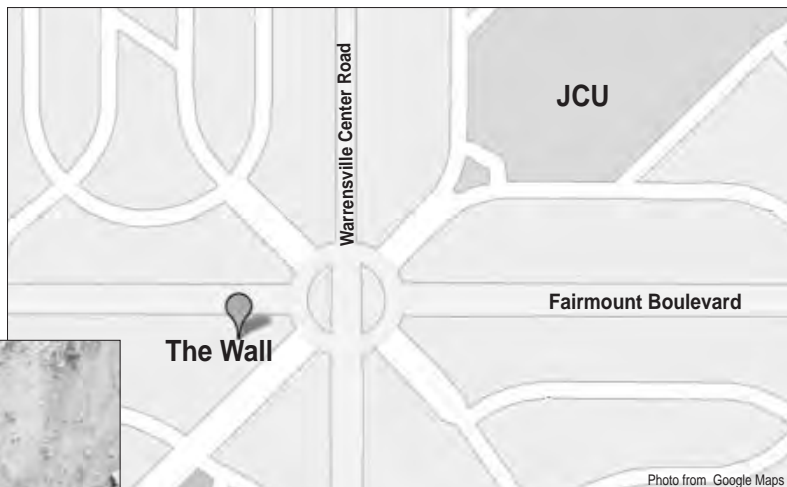 JCU
Warrensville Center Road
Fairmount Boulevard
The Wall
Photo from Google Maps